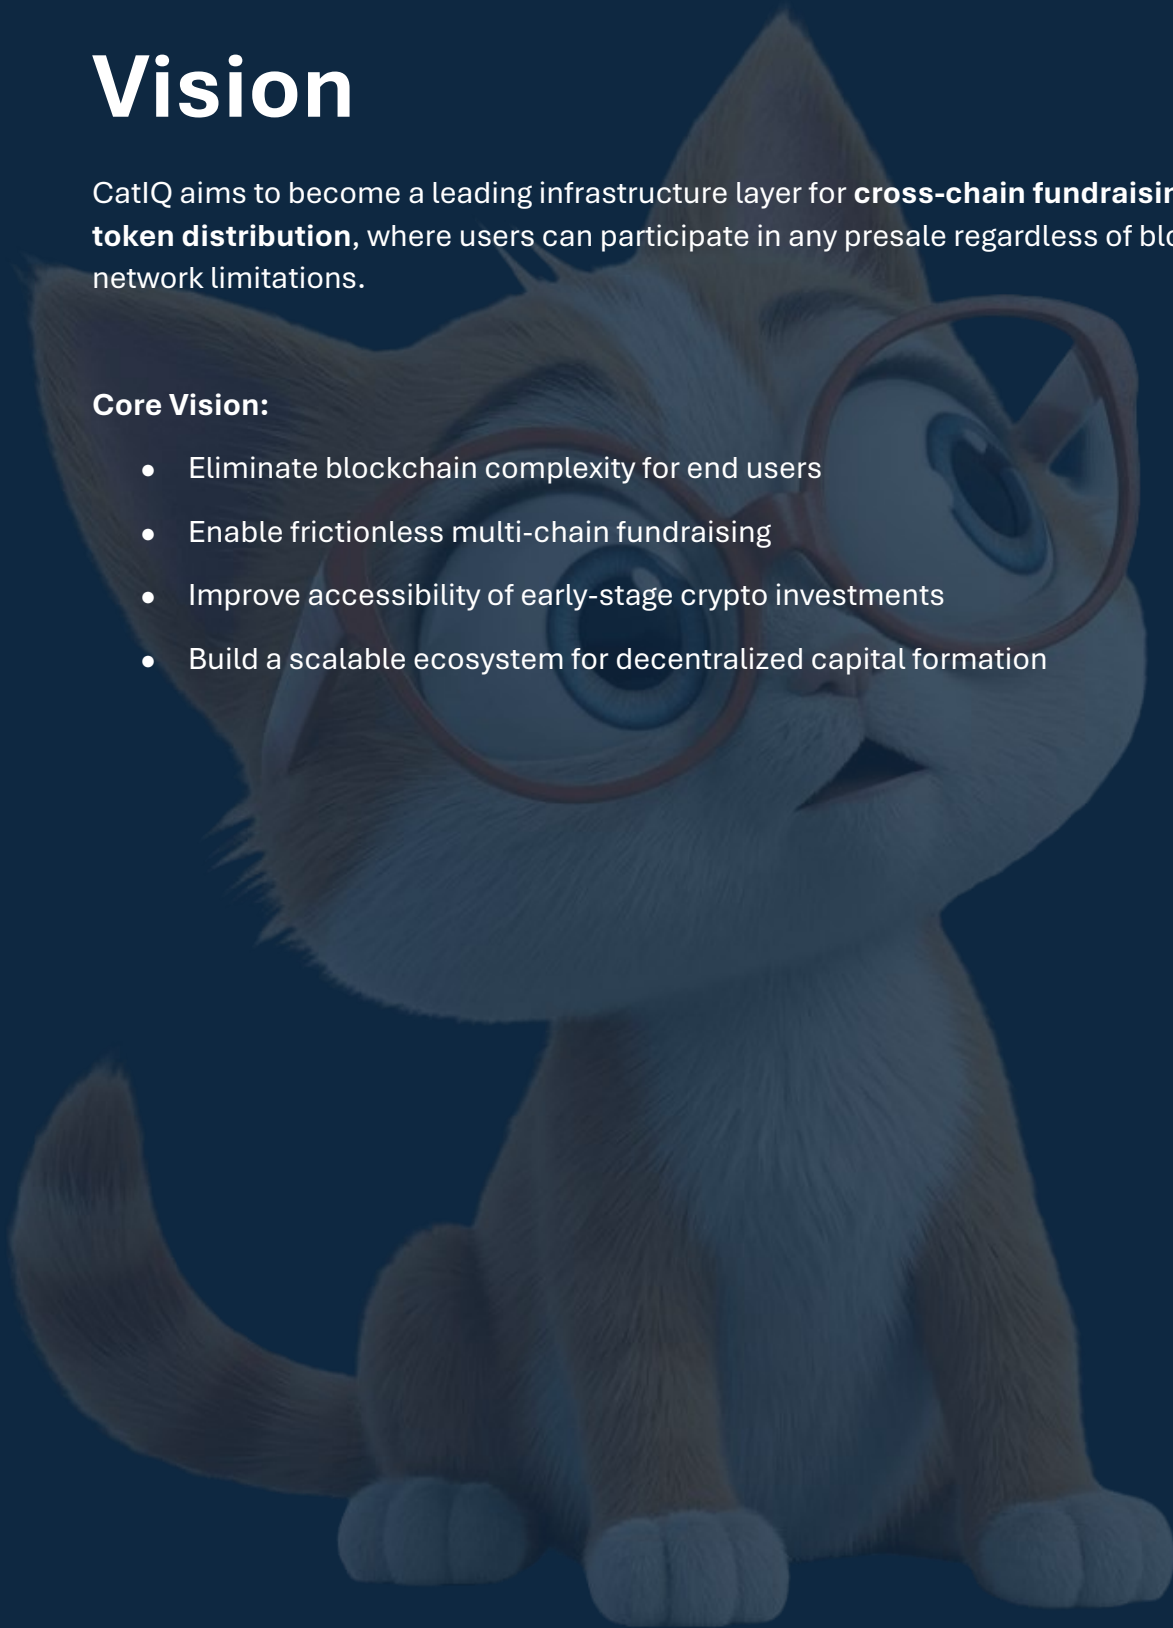 Vision
CatIQ aims to become a leading infrastructure layer for cross-chain
token distribution, where users can participate in any presale regardless of
network limitations.
Core Vision:
● Eliminate blockchain complexity for end users
● Enable frictionless multi-chain fundraising
● Improve accessibility of early-stage crypto investments
● Build a scalable ecosystem for decentralized capital formation